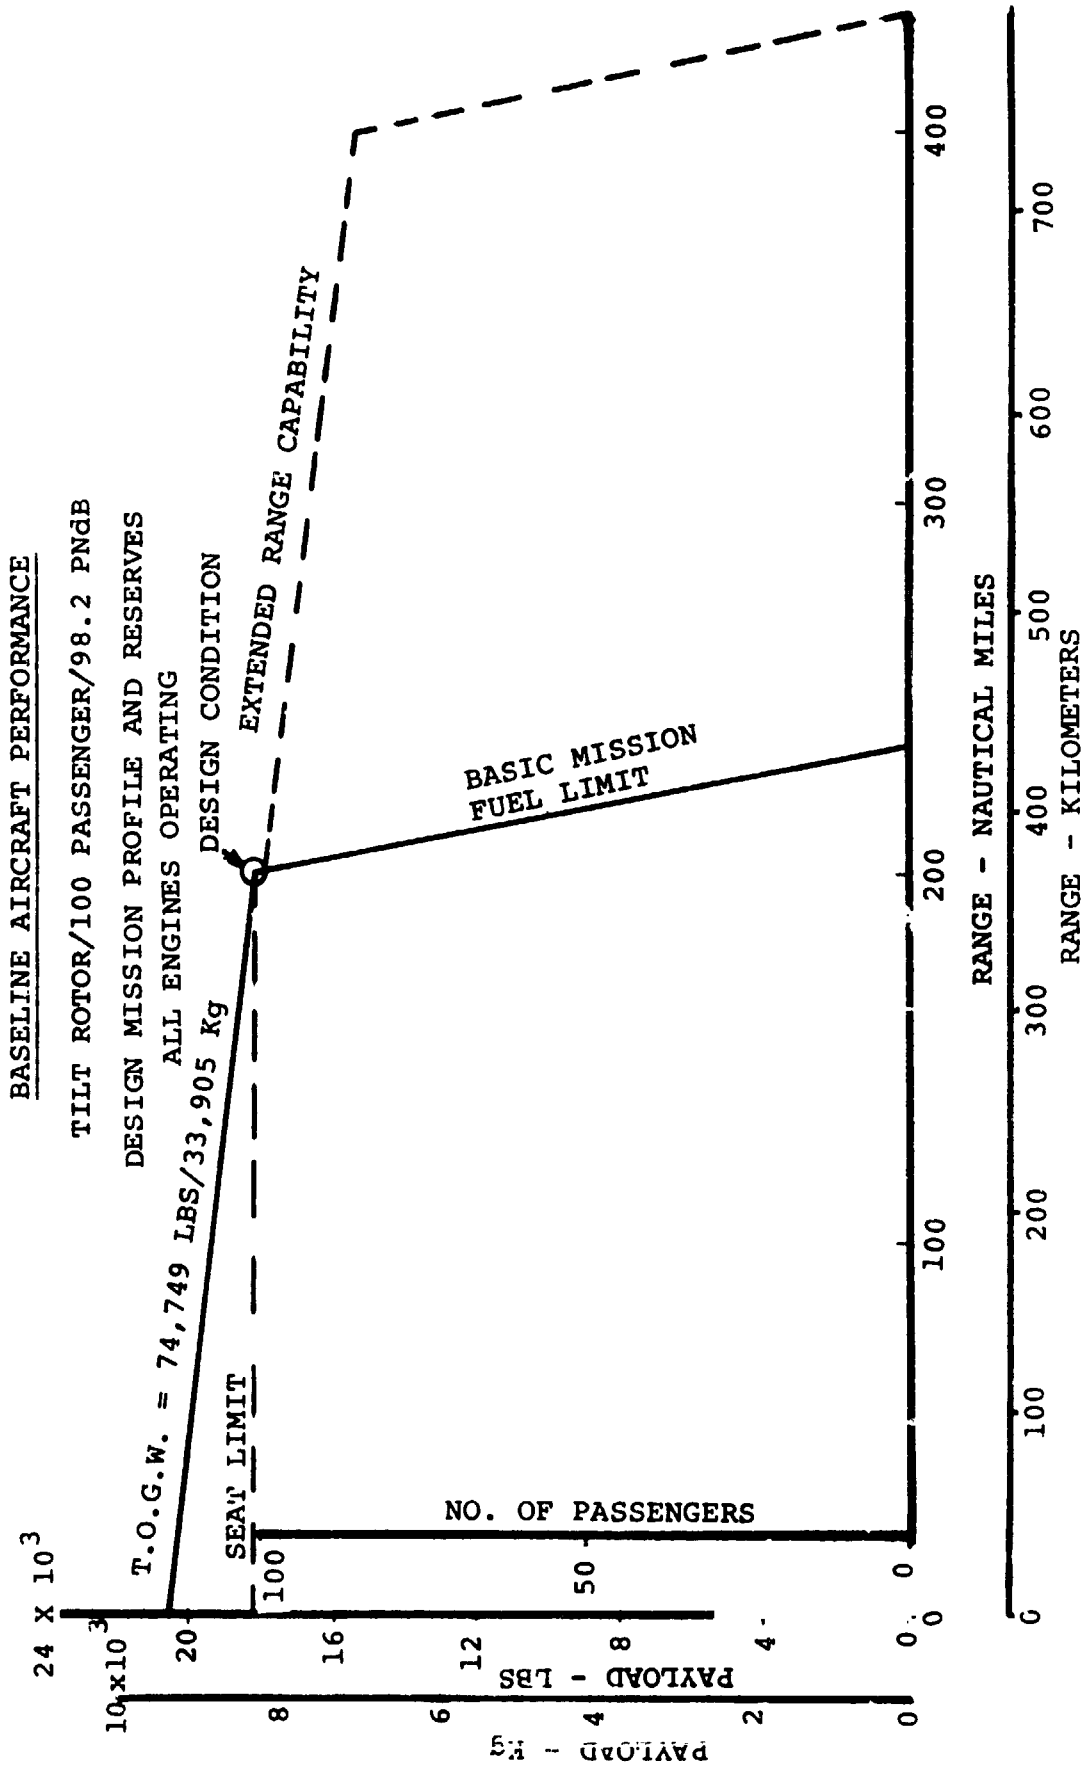 BASELINE AIRCRAFT PERFORMANCE
TILT ROTOR/100 PASSENGER/98.2 PNdB
DESIGN MISSION PROFILE AND RESERVES
ALL ENGINES OPERATING
DESIGN CONDITION
T.O.G.W. = 74,749 LBS/33,905 Kg
EXTENDED RANGE CAPABILITY
SEAT LIMIT
BASIC MISSION
FUEL LIMIT
NO. OF PASSENGERS
100
50
0
24 X 10³
20
16
12
8
4
0
PAYLOAD - LBS
10x10³
8
6
4
2
0
PAYLOAD - Kg
0 100 200 300 400
RANGE - NAUTICAL MILES
0 100 200 300 400 500 600 700
RANGE - KILOMETERS